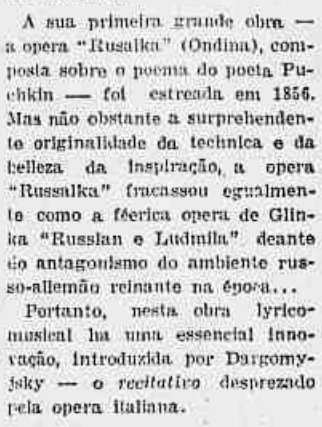 A sua primeira grande obra —
a opera "Rusalka" (Ondina), com-
posta sobre o poema do poeta Pu-
chkin — foi estreada em 1856.
Mas não obstante a surprehenden-
te originalidade da technica e da
belleza da inspiração, a opera
"Russalka" fracassou egualmen-
te como a féerica opera de Glin-
ka "Russlan e Ludmila" deante
do antagonismo do ambiente rus-
so-allemão reinante na época...
Portanto, nesta obra lyrico-
musical ha uma essencial inno-
vação, introduzida por Dargomy-
jsky — o recitativo desprezado
pela opera italiana.